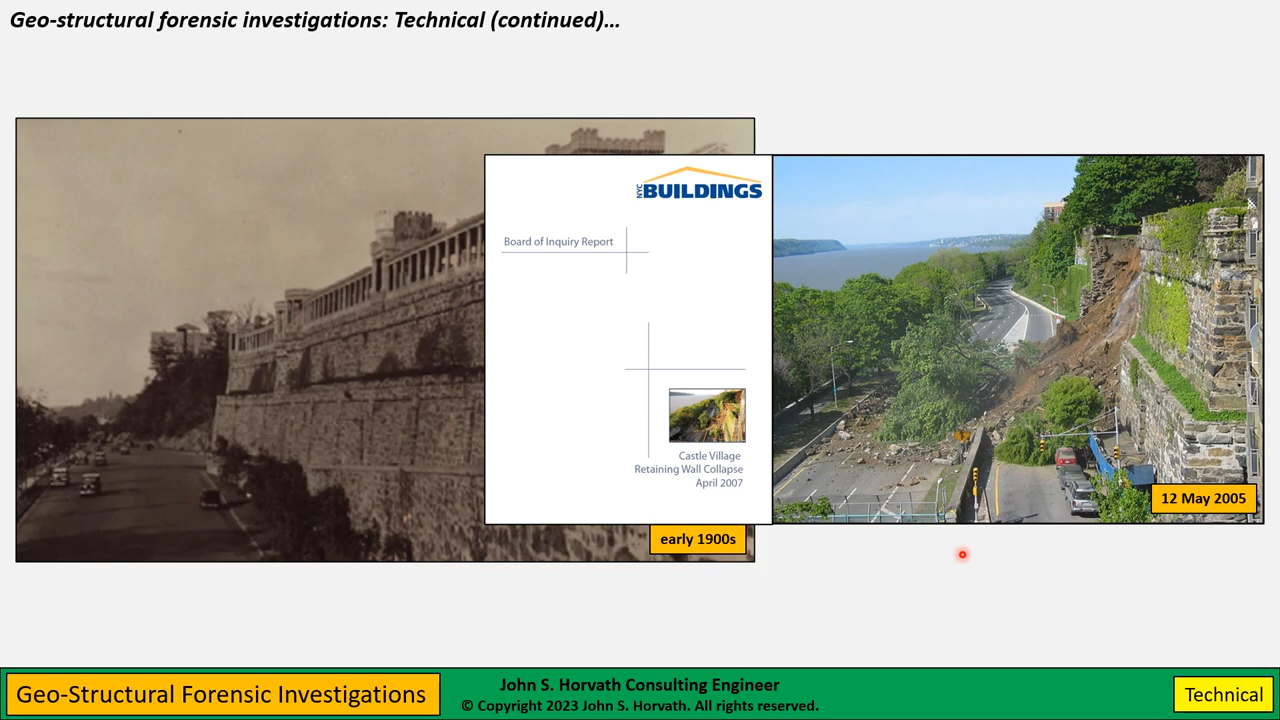 Geo-structural forensic investigations: Technical (continued)...
NYC BUILDINGS
Board of Inquiry Report
Castle Village
Retaining Wall Collapse
April 2007
early 1900s
12 May 2005
Geo-Structural Forensic Investigations
John S. Horvath Consulting Engineer
© Copyright 2023 John S. Horvath. All rights reserved.
Technical